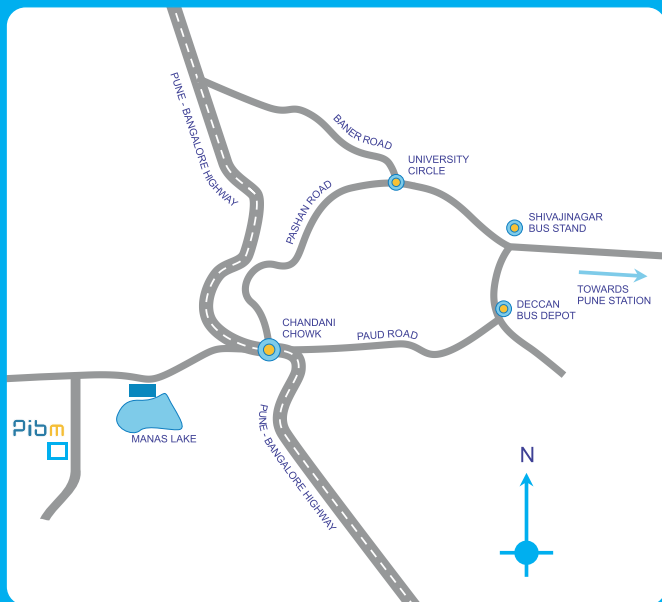 PUNE - BANGALORE HIGHWAY
BANER ROAD
UNIVERSITY
CIRCLE
PASHAN ROAD
SHIVAJINAGAR
BUS STAND
TOWARDS
PUNE STATION
DECCAN
BUS DEPOT
CHANDANI
CHOWK
PAUD ROAD
Pibm
MANAS LAKE
PUNE - BANGALORE HIGHWAY
N